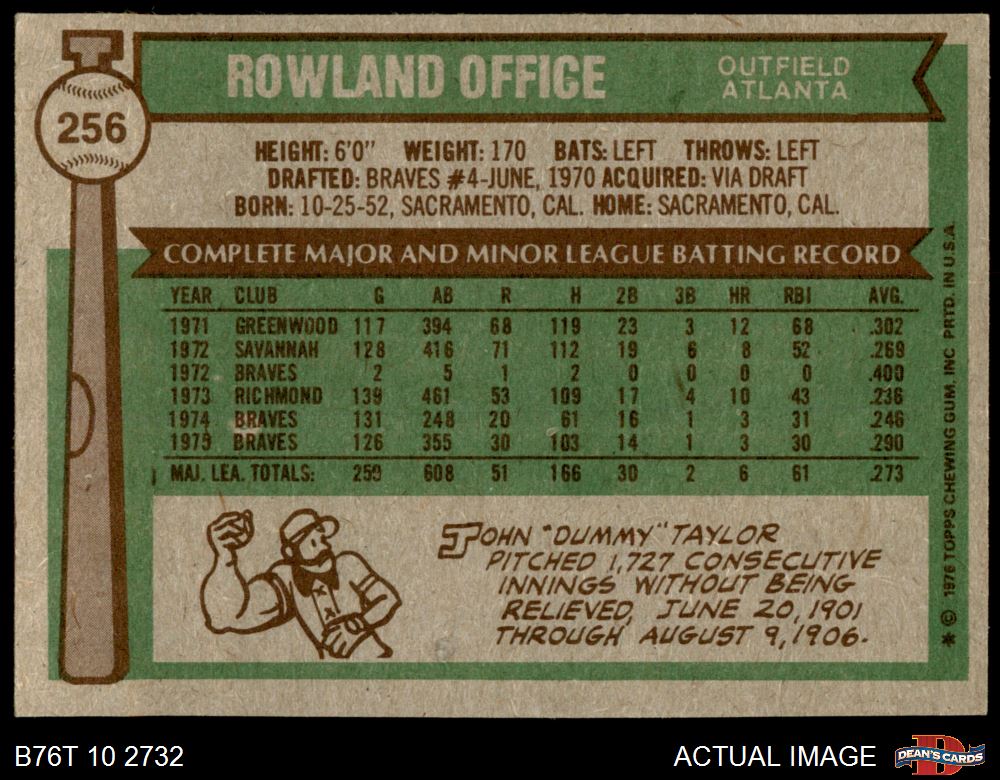 256
ROWLAND OFFICE
OUTFIELD
ATLANTA
HEIGHT: 6'0" WEIGHT: 170 BATS: LEFT THROWS: LEFT
DRAFTED: BRAVES #4-JUNE, 1970 ACQUIRED: VIA DRAFT
BORN: 10-25-52, SACRAMENTO, CAL. HOME: SACRAMENTO, CAL.
COMPLETE MAJOR AND MINOR LEAGUE BATTING RECORD
YEAR CLUB G AB R H 2B 3B HR RBI AVG.
1971 GREENWOOD 117 394 68 119 23 3 12 68 .302
1972 SAVANNAH 128 416 71 112 19 6 8 52 .269
1972 BRAVES 2 5 1 2 0 0 0 0 .400
1973 RICHMOND 139 461 53 109 17 4 10 43 .236
1974 BRAVES 131 248 20 61 16 1 3 31 .246
1975 BRAVES 126 355 30 103 14 1 3 30 .290
MAJ. LEA. TOTALS: 259 608 51 166 30 2 6 61 .273
JOHN "DUMMY" TAYLOR
PITCHED 1,727 CONSECUTIVE
INNINGS WITHOUT BEING
RELIEVED, JUNE 20, 1901
THROUGH AUGUST 9, 1906.
* © 1976 TOPPS CHEWING GUM, INC PRTD. IN U.S.A.
B76T 10 2732
ACTUAL IMAGE
D
DEAN'S CARDS